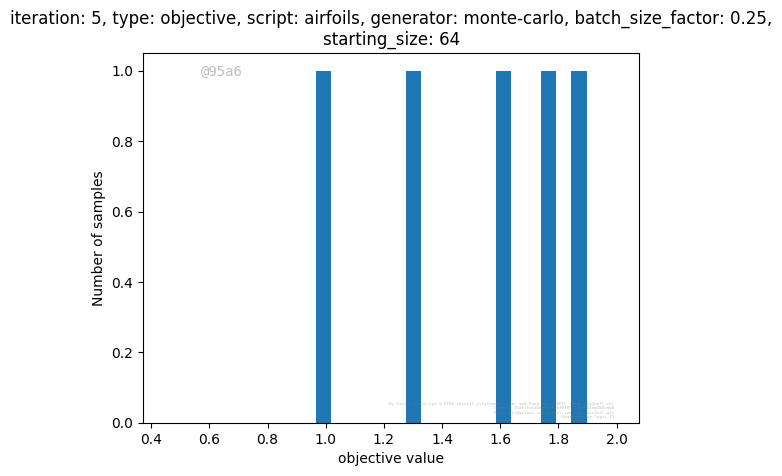 iteration: 5, type: objective, script: airfoils, generator: monte-carlo, batch_size_factor: 0.25,
starting_size: 64
@95a6
1.0
0.8
0.6
0.4
0.2
0.0
Number of samples
0.4 0.6 0.8 1.0 1.2 1.4 1.6 1.8 2.0
objective value